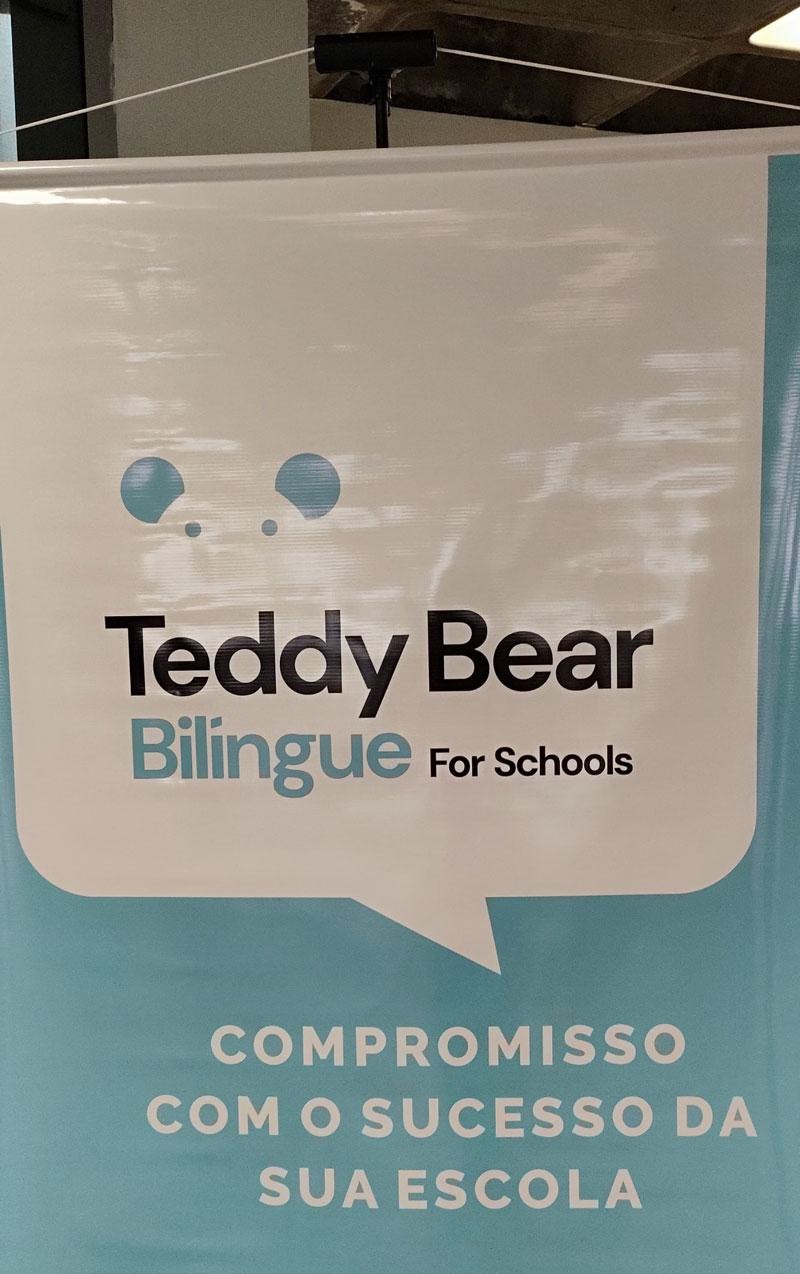 Teddy Bear
Bilíngue For Schools
COMPROMISSO
COM O SUCESSO DA
SUA ESCOLA